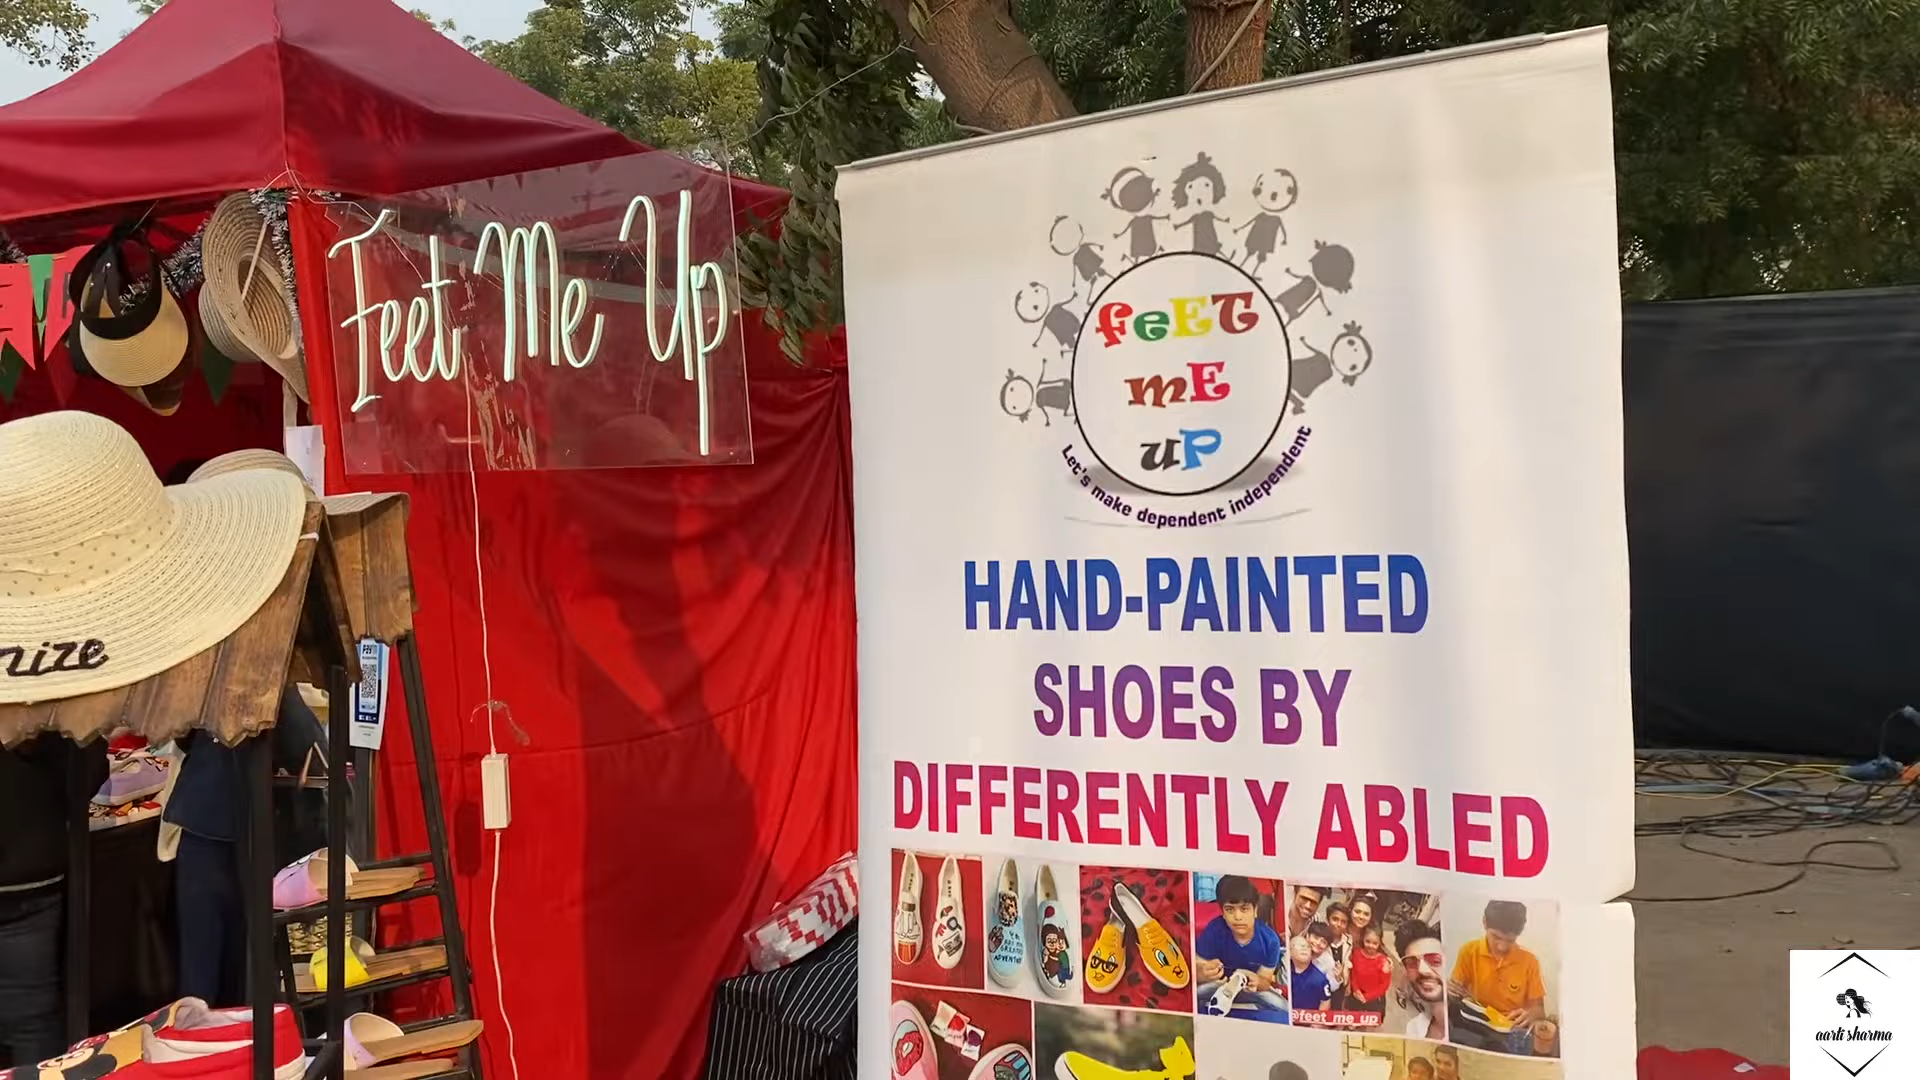 Feet Me Up
feET
mE
uP
Let's make dependent independent
HAND-PAINTED
SHOES BY
DIFFERENTLY ABLED
@feet_me_up
nize
aarti sharma